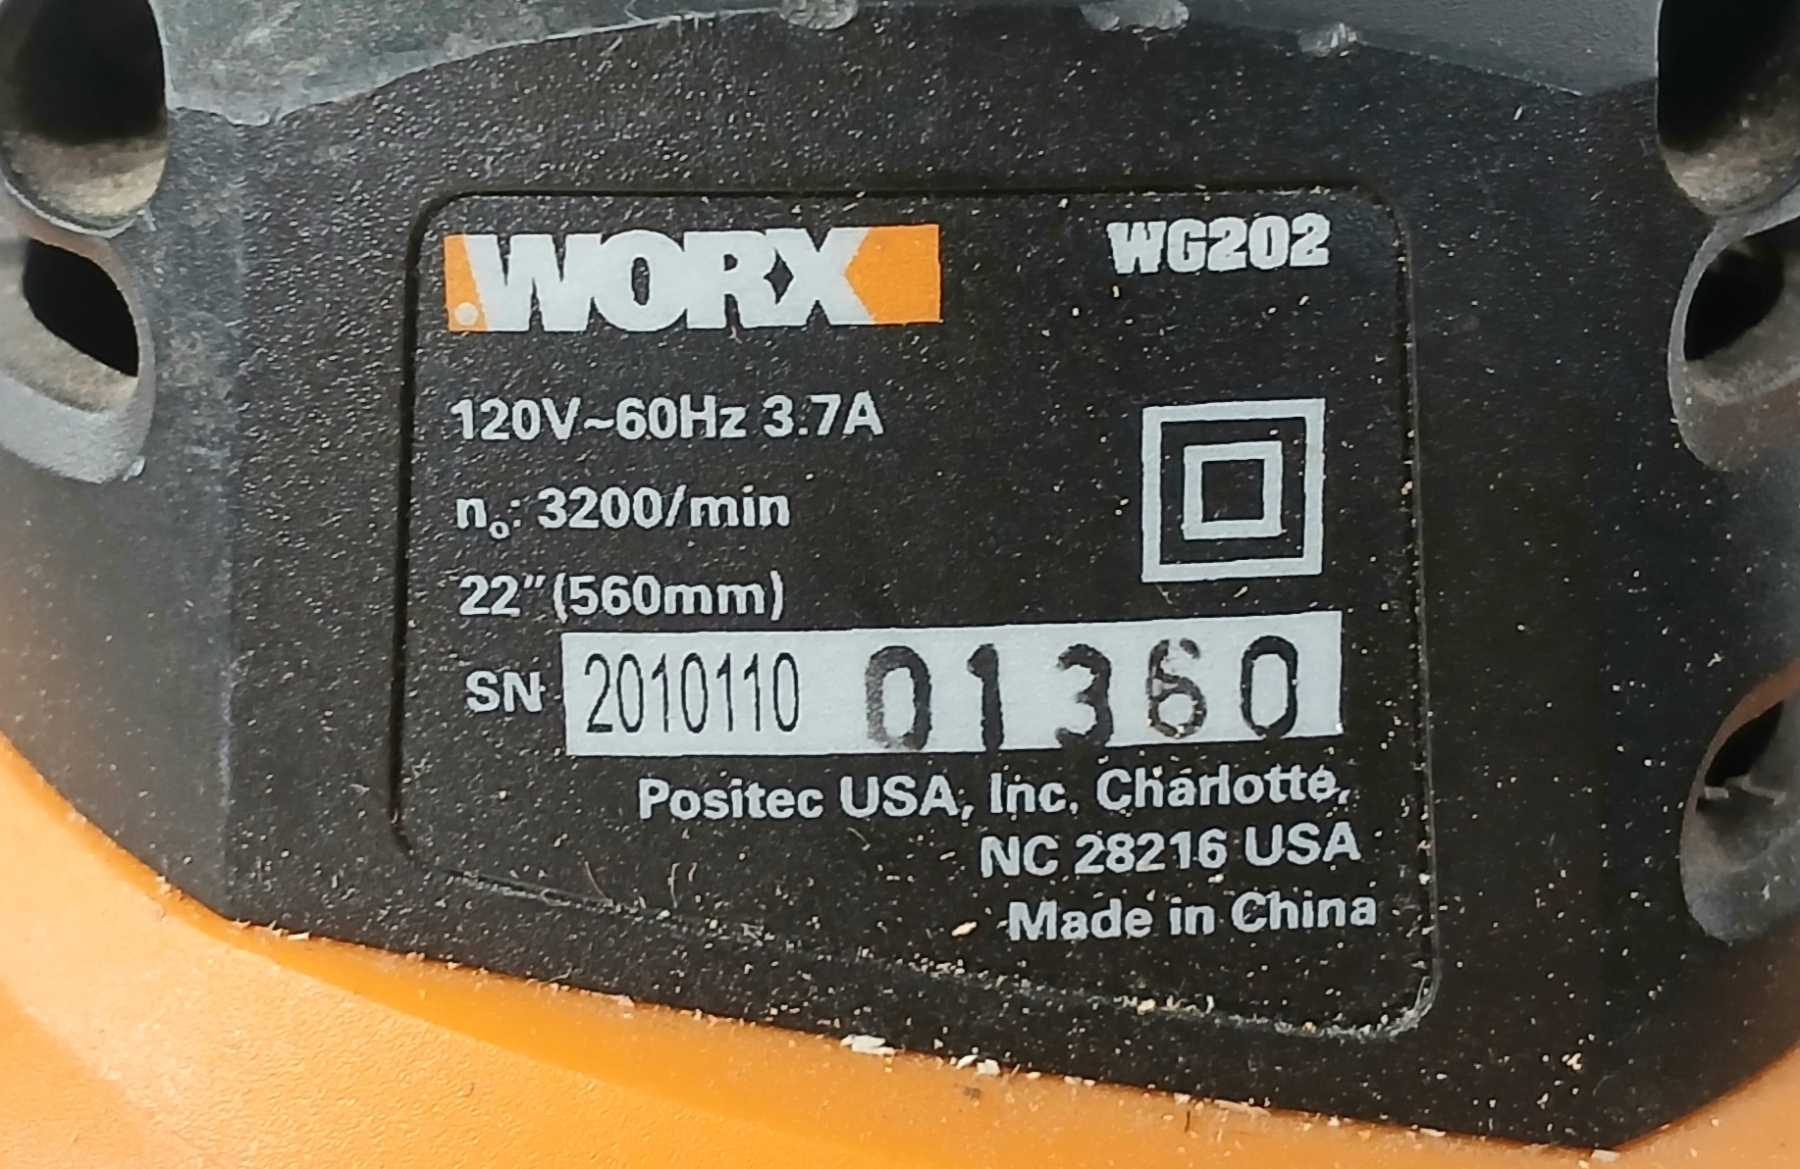 WORX WG202
120V~60Hz 3.7A
n₀: 3200/min
22"(560mm)
SN 2010110 01360
Positec USA, Inc. Charlotte,
NC 28216 USA
Made in China